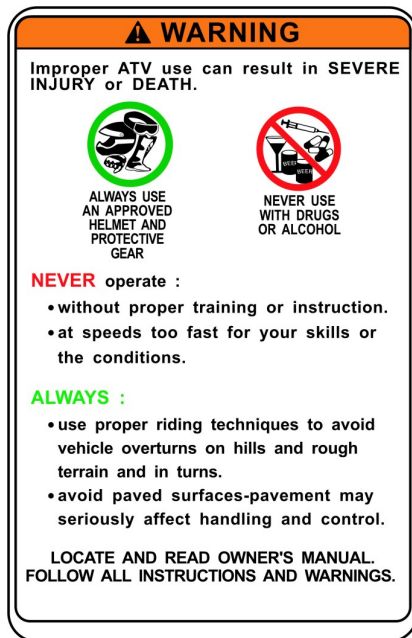 WARNING
Improper ATV use can result in SEVERE
INJURY or DEATH.
ALWAYS USE
AN APPROVED
HELMET AND
PROTECTIVE
GEAR
BEER
BEER
NEVER USE
WITH DRUGS
OR ALCOHOL
NEVER operate :
• without proper training or instruction.
• at speeds too fast for your skills or
the conditions.
ALWAYS :
• use proper riding techniques to avoid
vehicle overturns on hills and rough
terrain and in turns.
• avoid paved surfaces-pavement may
seriously affect handling and control.
LOCATE AND READ OWNER'S MANUAL.
FOLLOW ALL INSTRUCTIONS AND WARNINGS.